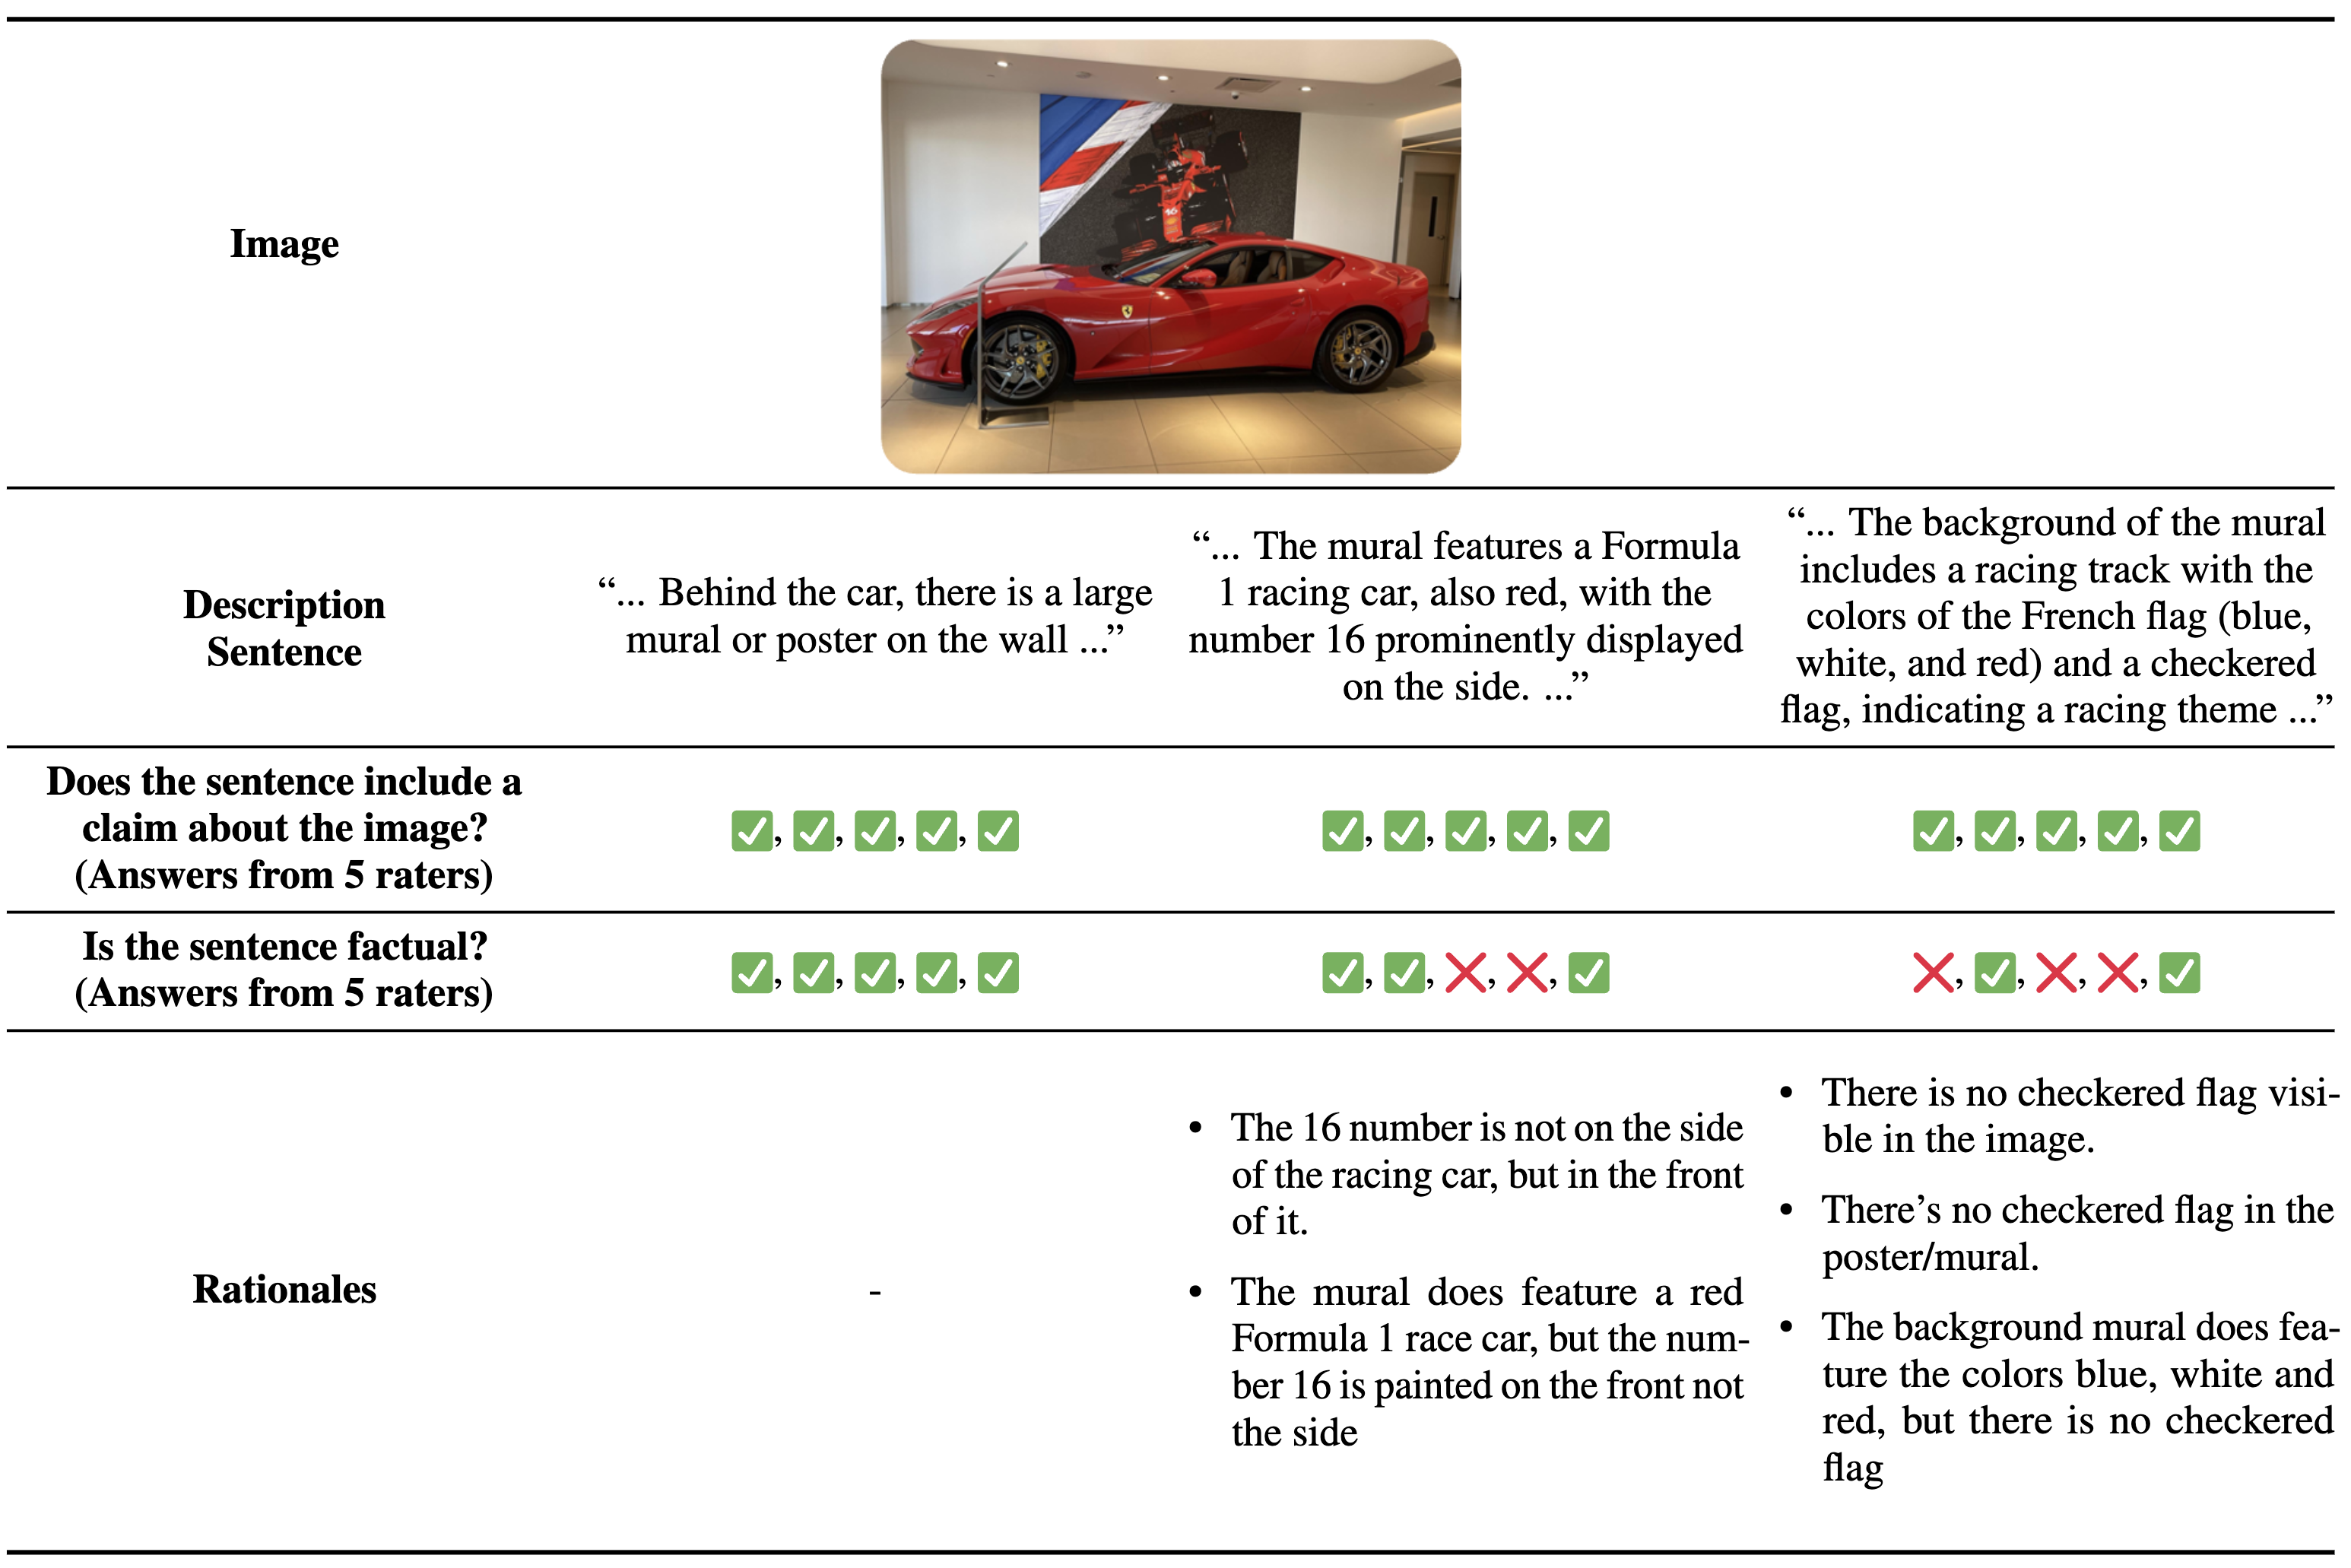 Image
16
Description
Sentence
“... Behind the car, there is a large
mural or poster on the wall ...”
“... The mural features a Formula
1 racing car, also red, with the
number 16 prominently displayed
on the side. ...”
“... The background of the mural
includes a racing track with the
colors of the French flag (blue,
white, and red) and a checkered
flag, indicating a racing theme ...”
Does the sentence include a
claim about the image?
(Answers from 5 raters)
✅, ✅, ✅, ✅, ✅
✅, ✅, ✅, ✅, ✅
✅, ✅, ✅, ✅, ✅
Is the sentence factual?
(Answers from 5 raters)
✅, ✅, ✅, ✅, ✅
✅, ✅, ❌, ❌, ✅
❌, ✅, ❌, ❌, ✅
Rationales
-
• The 16 number is not on the side
of the racing car, but in the front
of it.
• The mural does feature a red
Formula 1 race car, but the num-
ber 16 is painted on the front not
the side
• There is no checkered flag visi-
ble in the image.
• There’s no checkered flag in the
poster/mural.
• The background mural does fea-
ture the colors blue, white and
red, but there is no checkered
flag